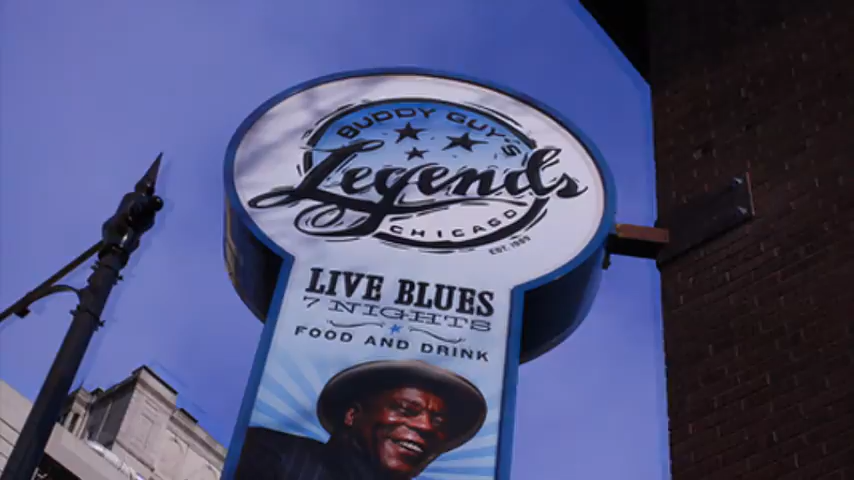 BUDDY GUY'S
Legends
CHICAGO
EST. 1989
LIVE BLUES
7 NIGHTS
FOOD AND DRINK